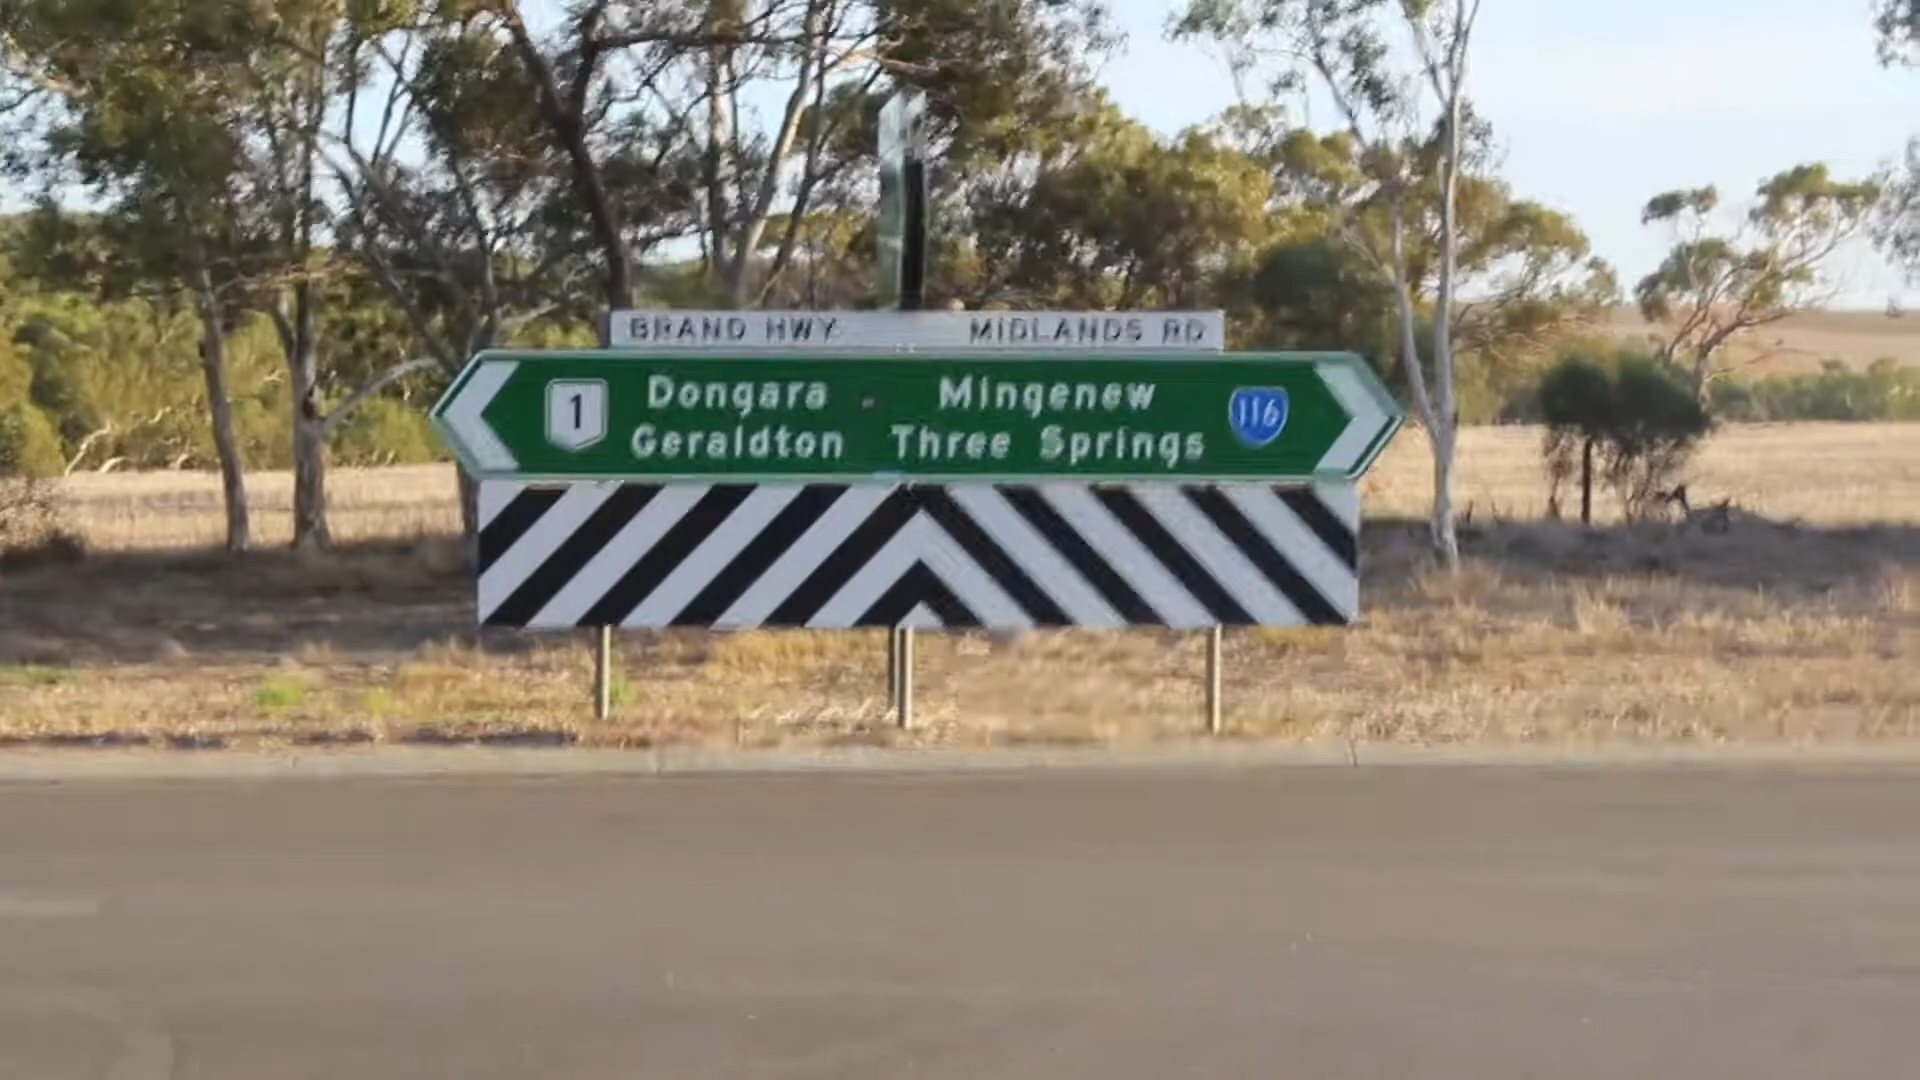 BRAND HWY MIDLANDS RD
1 Dongara Mingenew 116
Geraldton Three Springs